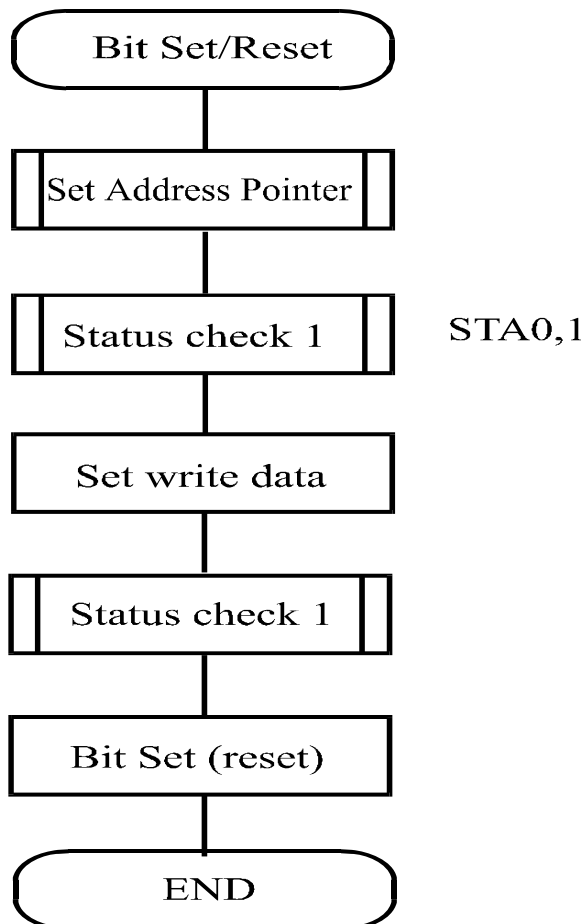 Bit Set/Reset
Set Address Pointer
Status check 1
STA0,1
Set write data
Status check 1
Bit Set (reset)
END